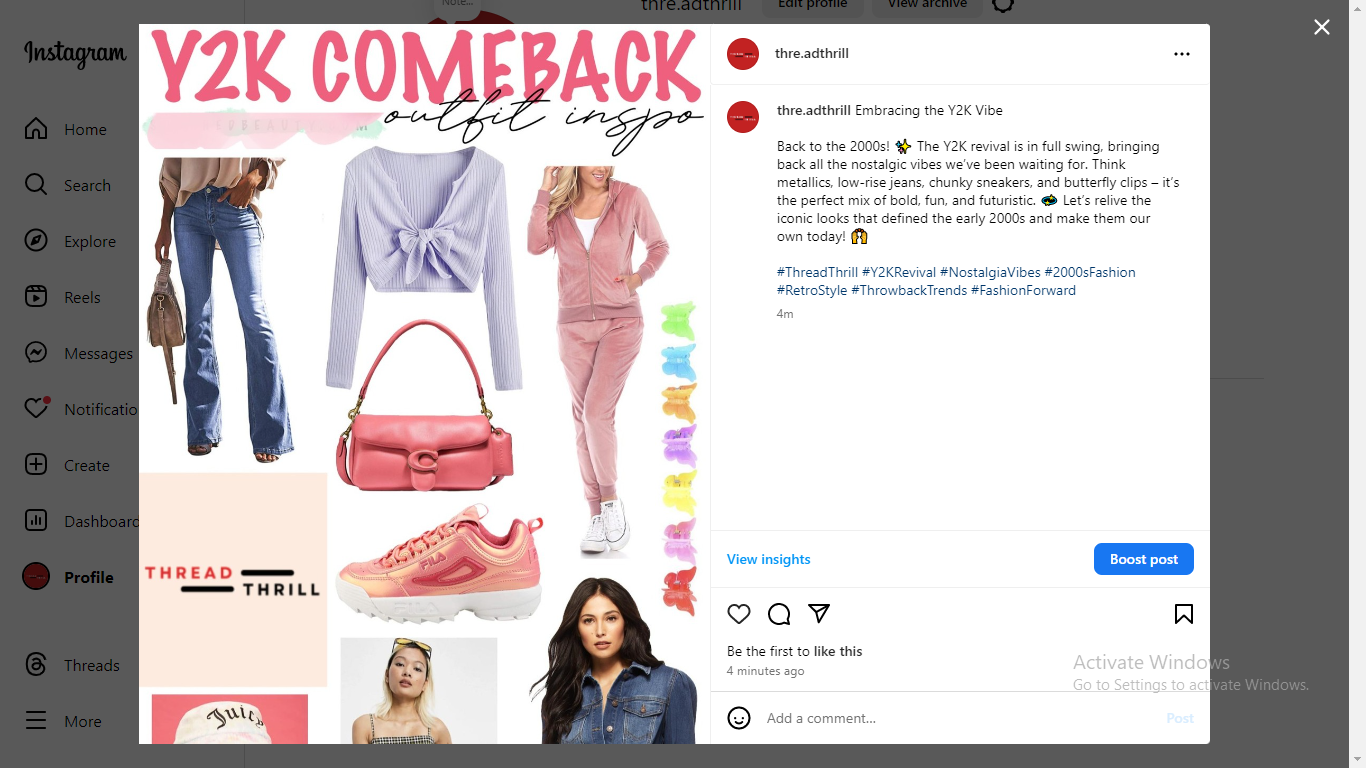 Note...
thre.adthrill
Edit profile
View archive
Instagram
Home
Search
Explore
Reels
Messages
Notificatio
Create
Dashboard
Profile
Threads
More
Y2K COMEBACK
outfit inspo
THREAD
THRILL
FILA
Juicy
thre.adthrill
thre.adthrill Embracing the Y2K Vibe
Back to the 2000s! ✨ The Y2K revival is in full swing, bringing
back all the nostalgic vibes we've been waiting for. Think
metallics, low-rise jeans, chunky sneakers, and butterfly clips – it's
the perfect mix of bold, fun, and futuristic. Let's relive the
iconic looks that defined the early 2000s and make them our
own today!
#ThreadThrill #Y2KRevival #NostalgiaVibes #2000sFashion
#RetroStyle #ThrowbackTrends #FashionForward
4m
View insights
Boost post
Be the first to like this
4 minutes ago
Add a comment...
Post
Activate Windows
Go to Settings to activate Windows.